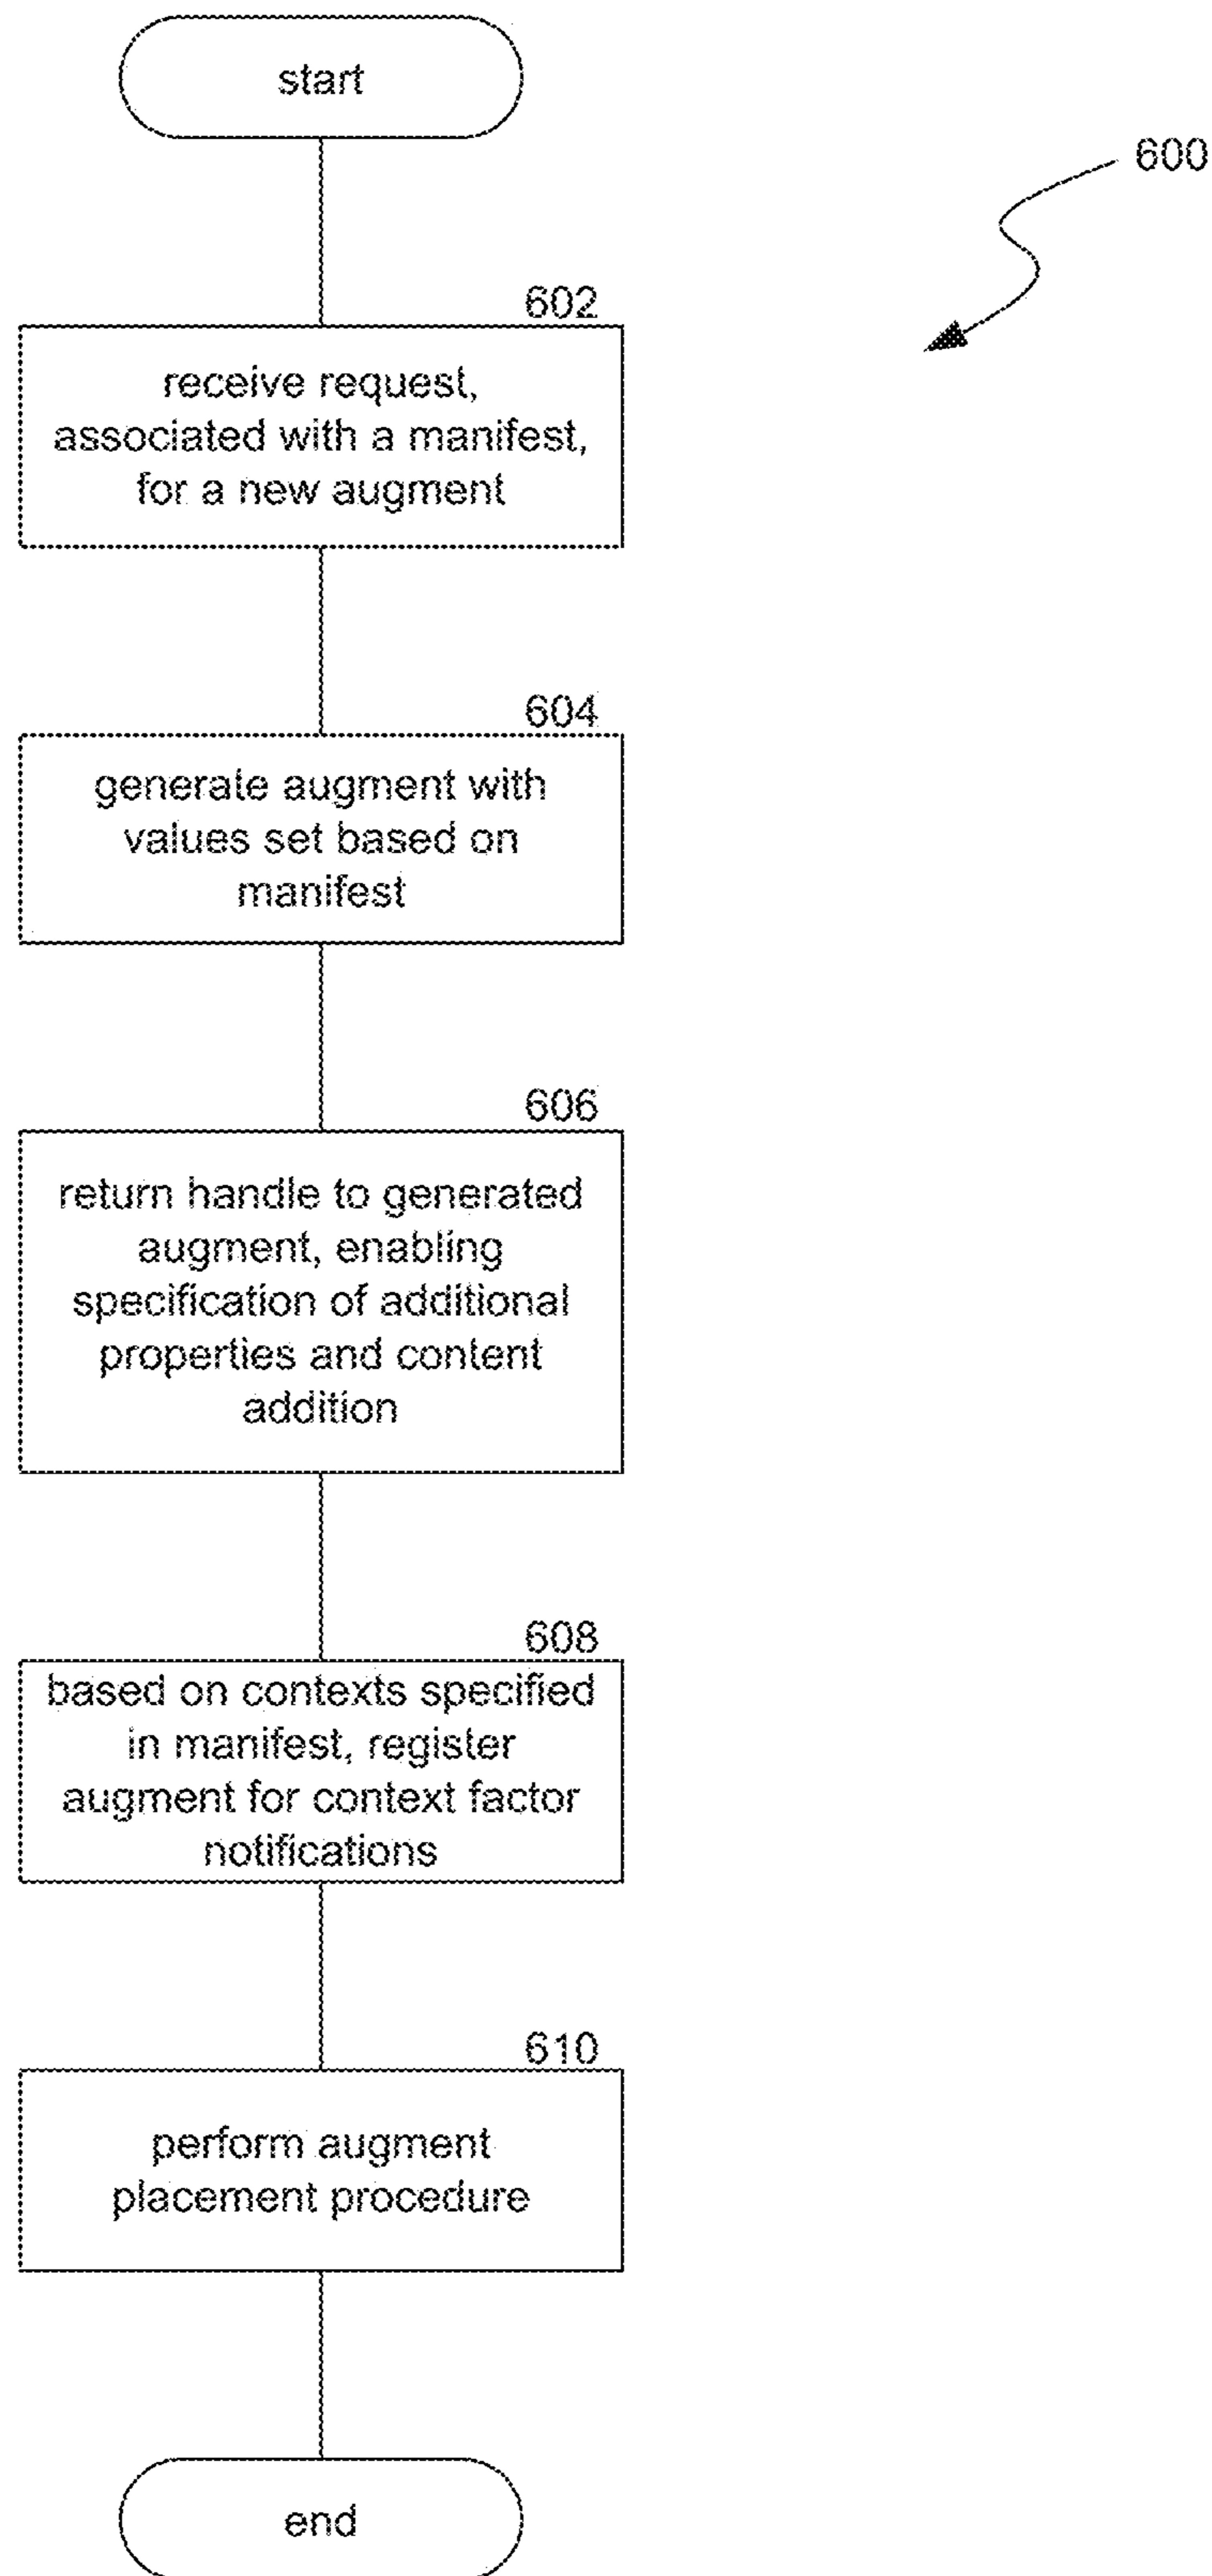 start
600
602
receive request,
associated with a manifest,
for a new augment
604
generate augment with
values set based on
manifest
606
return handle to generated
augment, enabling
specification of additional
properties and content
addition
608
based on contexts specified
in manifest, register
augment for context factor
notifications
610
perform augment
placement procedure
end